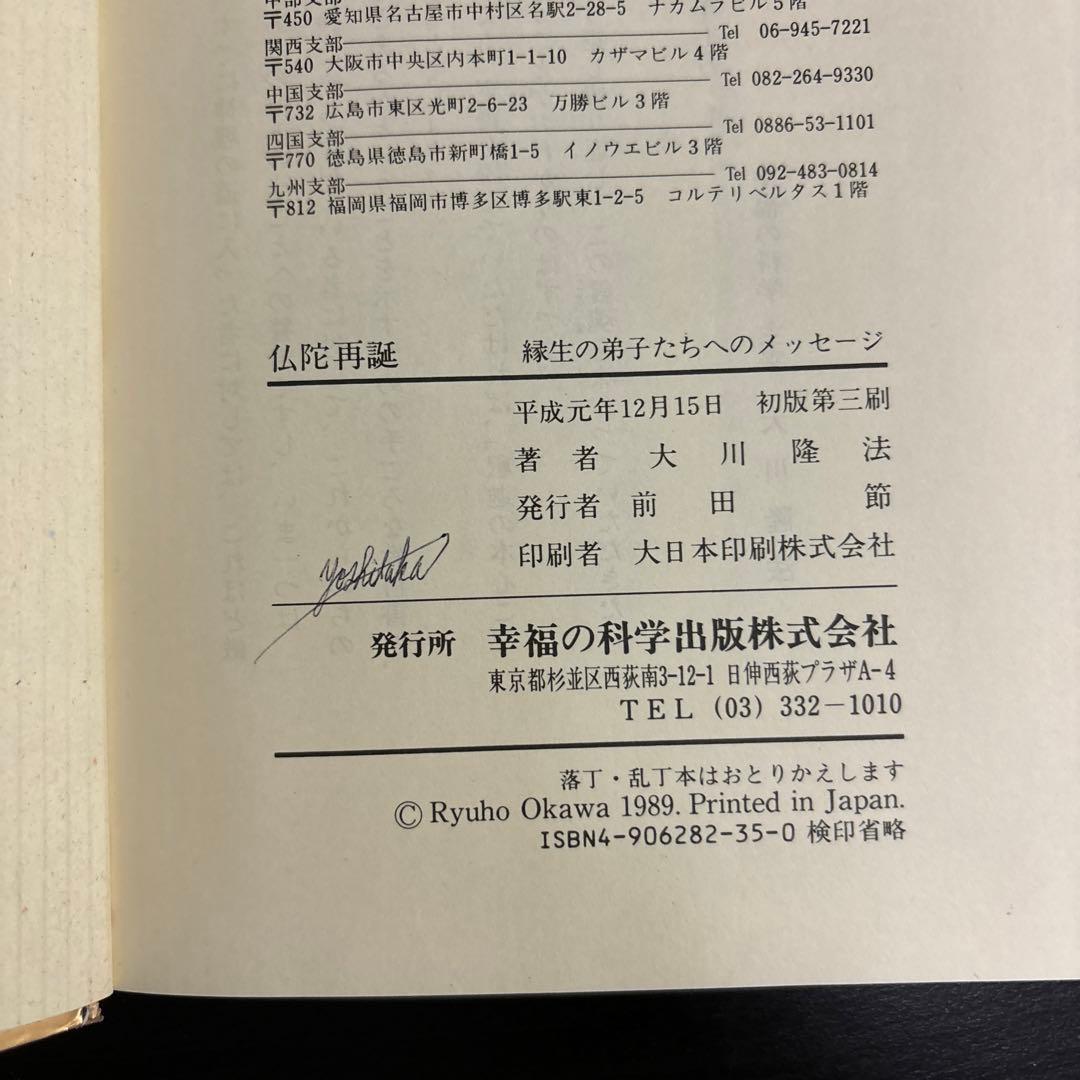 中部支部
〒450 愛知県名古屋市中村区名駅2-28-5 ナカムラビル5階
関西支部 Tel 06-945-7221
〒540 大阪市中央区内本町1-1-10 カザマビル4階
中国支部 Tel 082-264-9330
〒732 広島市東区光町2-6-23 万勝ビル3階
四国支部 Tel 0886-53-1101
〒770 徳島県徳島市新町橋1-5 イノウエビル3階
九州支部 Tel 092-483-0814
〒812 福岡県福岡市博多区博多駅東1-2-5 コルテリベルタス1階
仏陀再誕 縁生の弟子たちへのメッセージ
平成元年12月15日 初版第三刷
著者 大川隆法
発行者 前田節
印刷者 大日本印刷株式会社
Yoshitaka
発行所 幸福の科学出版株式会社
東京都杉並区西荻南3-12-1 日伸西荻プラザA-4
TEL (03) 332-1010
落丁・乱丁本はおとりかえします
© Ryuho Okawa 1989. Printed in Japan.
ISBN4-906282-35-0 検印省略